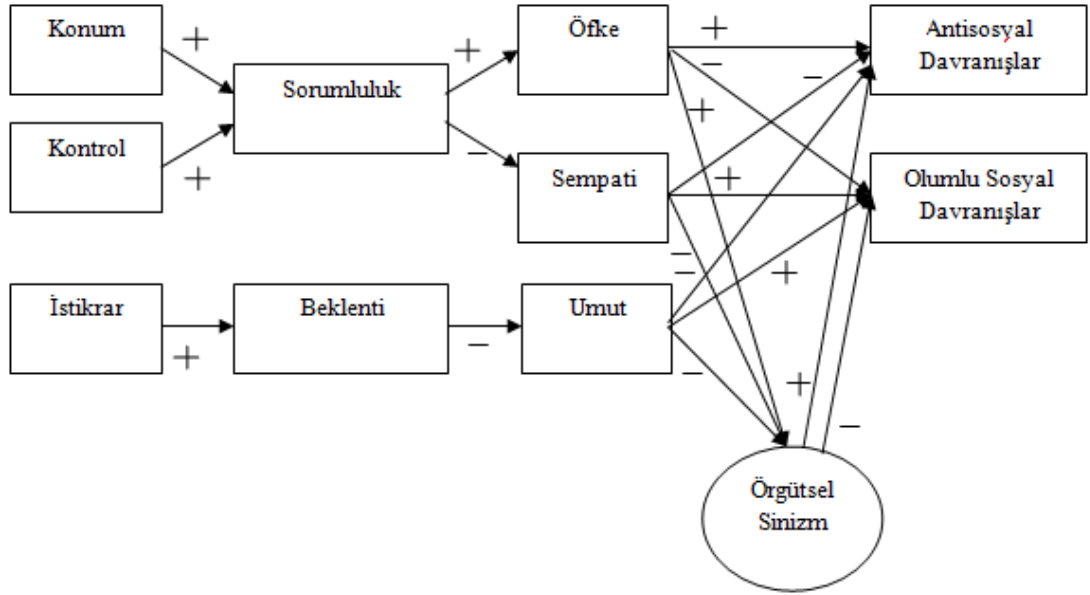 Konum
Kontrol
Sorumluluk
Öfke
Sempati
Antisosyal
Davranışlar
Olumlu Sosyal
Davranışlar
İstikrar
Beklenti
Umut
Örgütsel
Sinizm
+
+
+
−
+
−
+
−
−
+
+
−
−
+
−
+
−
+
−